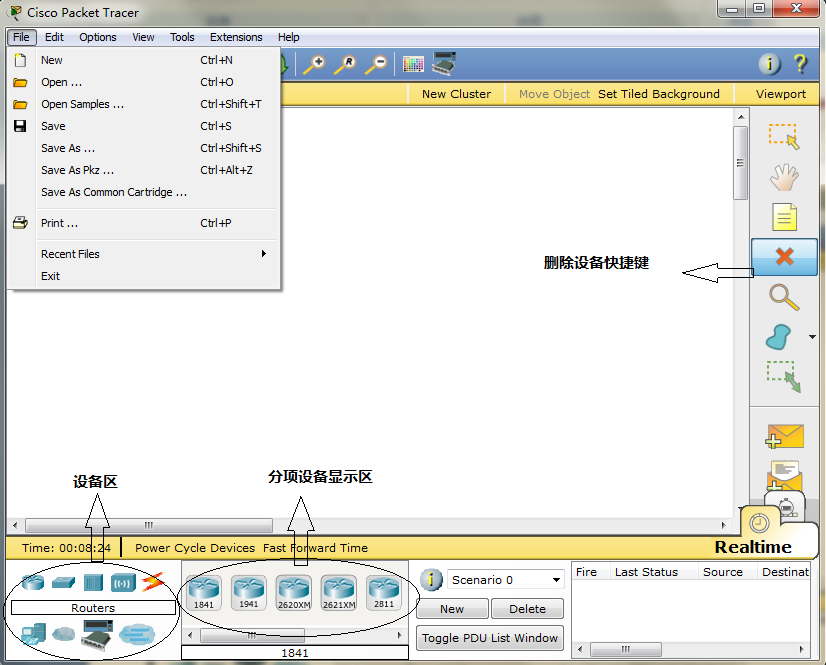 Cisco Packet Tracer
File Edit Options View Tools Extensions Help
New Ctrl+N
Open ... Ctrl+O
Open Samples ... Ctrl+Shift+T
Save Ctrl+S
Save As ... Ctrl+Shift+S
Save As Pkz ... Ctrl+Alt+Z
Save As Common Cartridge ...
Print ... Ctrl+P
Recent Files
Exit
New Cluster Move Object Set Tiled Background Viewport
删除设备快捷键
设备区
分项设备显示区
Time: 00:08:24 Power Cycle Devices Fast Forward Time
Realtime
Routers
1841 1941 2620XM 2621XM 2811
1841
Scenario 0
New Delete
Toggle PDU List Window
Fire Last Status Source Destinat